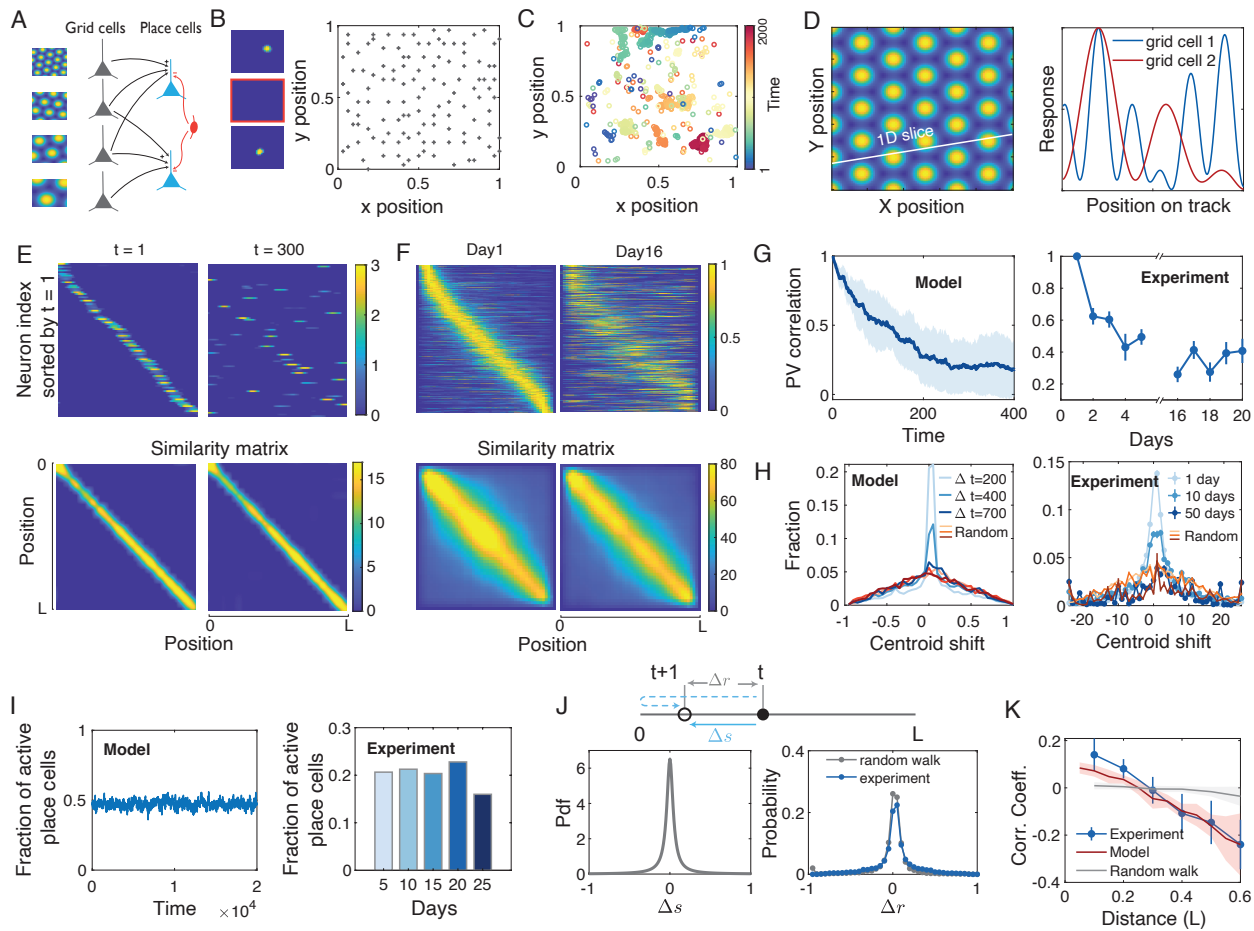 A
Grid cells
Place cells
B
y position
1
0.5
0
0
0.5
1
x position
C
y position
1
0.5
0
0
0.5
1
x position
2000
Time
1
D
Y position
1D slice
X position
Response
grid cell 1
grid cell 2
Position on track
E
t = 1
t = 300
Neuron index
sorted by t = 1
3
2
1
0
Similarity matrix
0
Position
L
15
10
5
0
0
L
Position
F
Day1
Day16
1
0.5
0
Similarity matrix
80
60
40
20
0
0
L
Position
G
Model
PV correlation
1
0.5
0
0
200
400
Time
Experiment
1
0.8
0.6
0.4
0.2
2
4
16
18
20
Days
H
Model
Fraction
0.2
0.15
0.1
0.05
0
Δ t=200
Δ t=400
Δ t=700
Random
-1
-0.5
0
0.5
1
Centroid shift
Experiment
0.15
0.1
0.05
0
1 day
10 days
50 days
Random
-20
-10
0
10
20
Centroid shift
I
Model
Fraction of active
place cells
1
0.5
0
0
1
2
Time
×10⁴
Experiment
Fraction of active
place cells
0.3
0.2
0.1
0
5
10
15
20
25
Days
J
t+1
t
Δr
Δs
0
L
Pdf
6
4
2
0
-1
0
1
Δs
Probability
0.4
0.2
0
random walk
experiment
-1
0
1
Δr
K
Corr. Coeff.
0.2
0
-0.2
-0.4
Experiment
Model
Random walk
0
0.2
0.4
0.6
Distance (L)